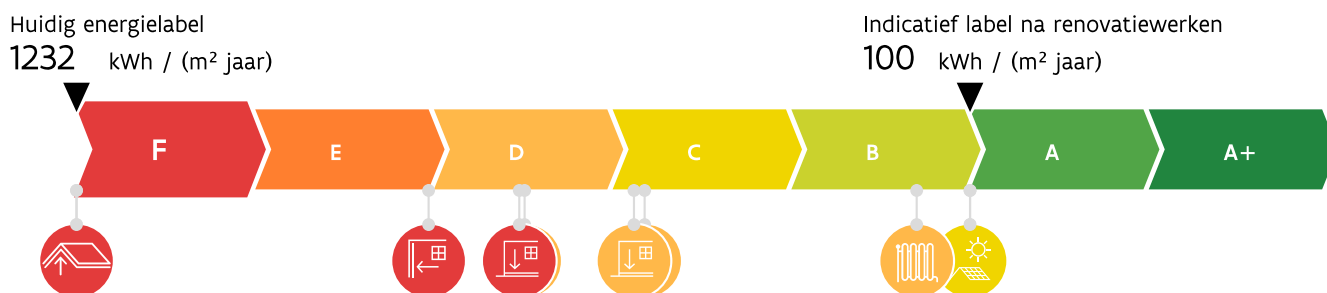 Huidig energielabel
1232 kWh / (m² jaar)
Indicatief label na renovatiewerken
100 kWh / (m² jaar)
F E D C B A A+